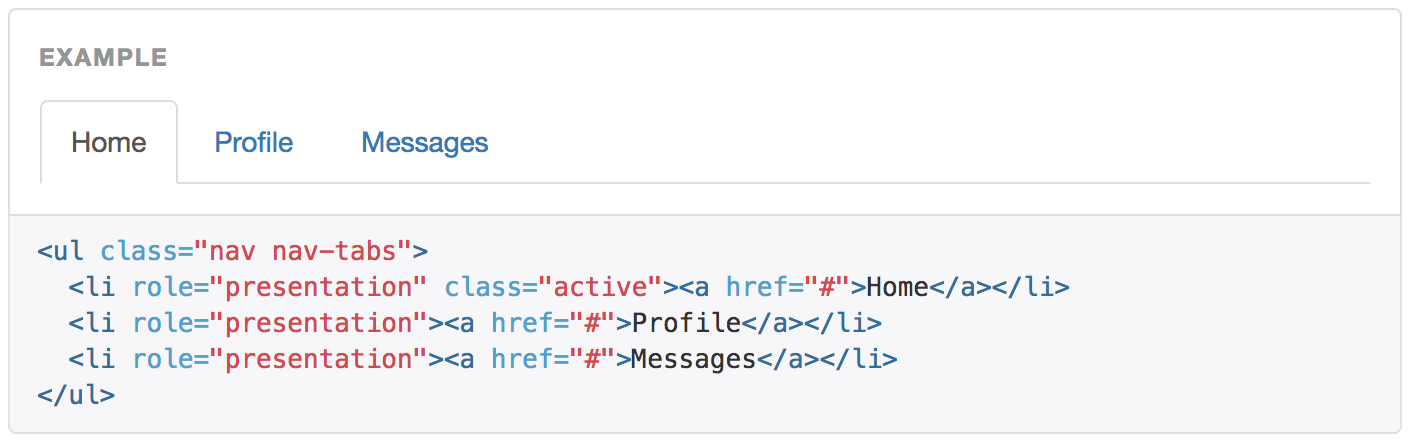 EXAMPLE
Home Profile Messages
<ul class="nav nav-tabs">
  <li role="presentation" class="active"><a href="#">Home</a></li>
  <li role="presentation"><a href="#">Profile</a></li>
  <li role="presentation"><a href="#">Messages</a></li>
</ul>